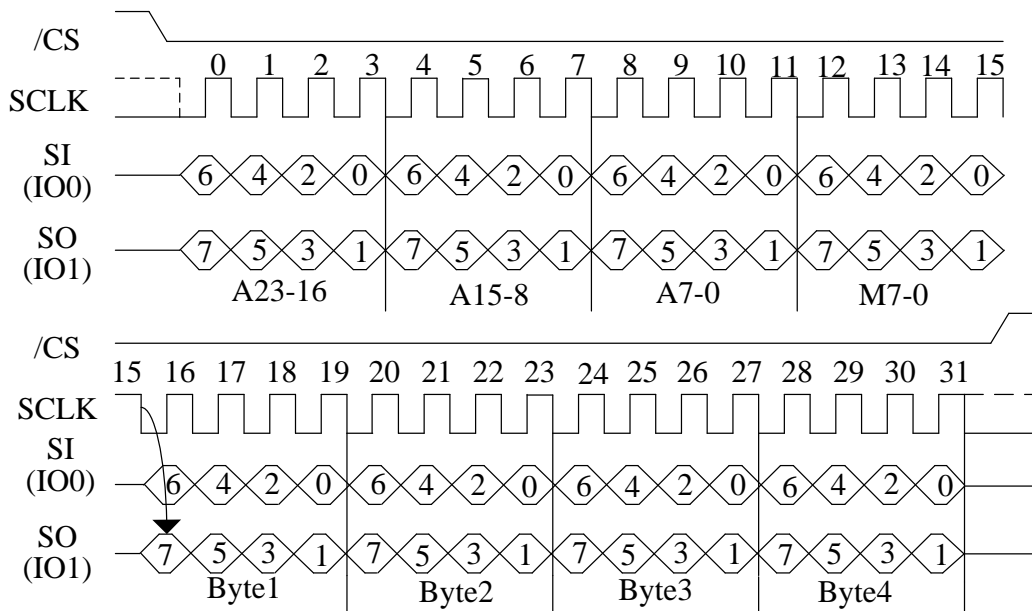 /CS
0 1 2 3 4 5 6 7 8 9 10 11 12 13 14 15
SCLK
SI
(IO0)
6 4 2 0 6 4 2 0 6 4 2 0 6 4 2 0
SO
(IO1)
7 5 3 1 7 5 3 1 7 5 3 1 7 5 3 1
A23-16 A15-8 A7-0 M7-0
/CS
15 16 17 18 19 20 21 22 23 24 25 26 27 28 29 30 31
SCLK
SI
(IO0)
6 4 2 0 6 4 2 0 6 4 2 0 6 4 2 0
SO
(IO1)
7 5 3 1 7 5 3 1 7 5 3 1 7 5 3 1
Byte1 Byte2 Byte3 Byte4